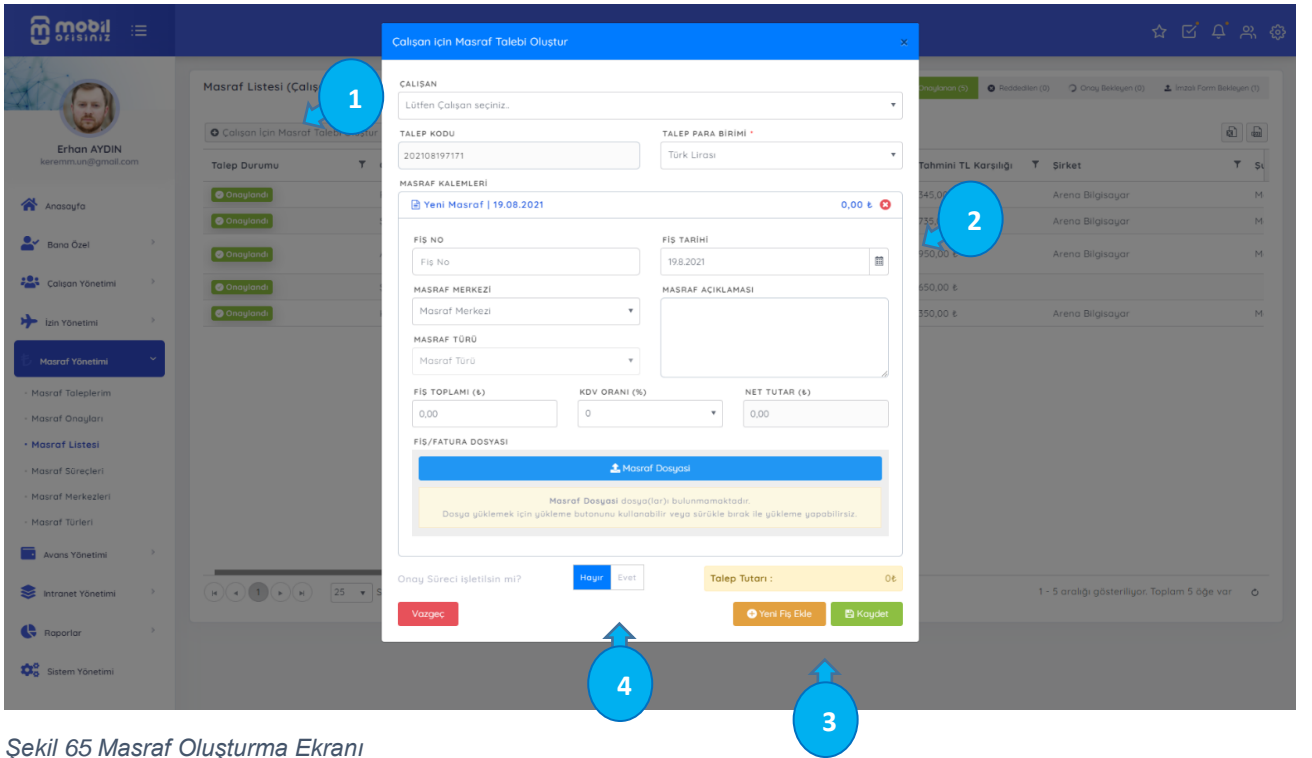 mobil
ofisiniz
Erhan AYDIN
keremm.un@gmail.com
Anasayfa
Bana Özel
Çalışan Yönetimi
İzin Yönetimi
Masraf Yönetimi
- Masraf Taleplerim
- Masraf Onayları
• Masraf Listesi
- Masraf Süreçleri
- Masraf Merkezleri
- Masraf Türleri
Avans Yönetimi
Intranet Yönetimi
Raporlar
Sistem Yönetimi
Masraf Listesi (Çalış
Onaylanan (5) Reddedilen (0) Onay Bekleyen (0) İmzalı Form Bekleyen (1)
Çalışan İçin Masraf Talebi Oluştur
Talep Durumu
Tahmini TL Karşılığı Şirket Şu
Onaylandı 345,00 Arena Bilgisayar M
Onaylandı 735, Arena Bilgisayar M
Onaylandı 950,00 ₺ Arena Bilgisayar M
Onaylandı 650,00 ₺
Onaylandı 350,00 ₺ Arena Bilgisayar M
1 25 S
1 - 5 aralığı gösteriliyor. Toplam 5 öğe var
Çalışan İçin Masraf Talebi Oluştur ×
ÇALIŞAN
Lütfen Çalışan seçiniz..
TALEP KODU TALEP PARA BİRİMİ *
202108197171 Türk Lirası
MASRAF KALEMLERİ
Yeni Masraf | 19.08.2021 0,00 ₺
FİŞ NO FİŞ TARİHİ
Fiş No 19.8.2021
MASRAF MERKEZİ MASRAF AÇIKLAMASI
Masraf Merkezi
MASRAF TÜRÜ
Masraf Türü
FİŞ TOPLAMI (₺) KDV ORANI (%) NET TUTAR (₺)
0,00 0 0,00
FİŞ/FATURA DOSYASI
Masraf Dosyasi
Masraf Dosyasi dosya(lar)ı bulunmamaktadır.
Dosya yüklemek için yükleme butonunu kullanabilir veya sürükle bırak ile yükleme yapabilirsiniz.
Onay Süreci işletilsin mi? Hayır Evet Talep Tutarı : 0₺
Vazgeç Yeni Fiş Ekle Kaydet
1
2
4
3
Şekil 65 Masraf Oluşturma Ekranı